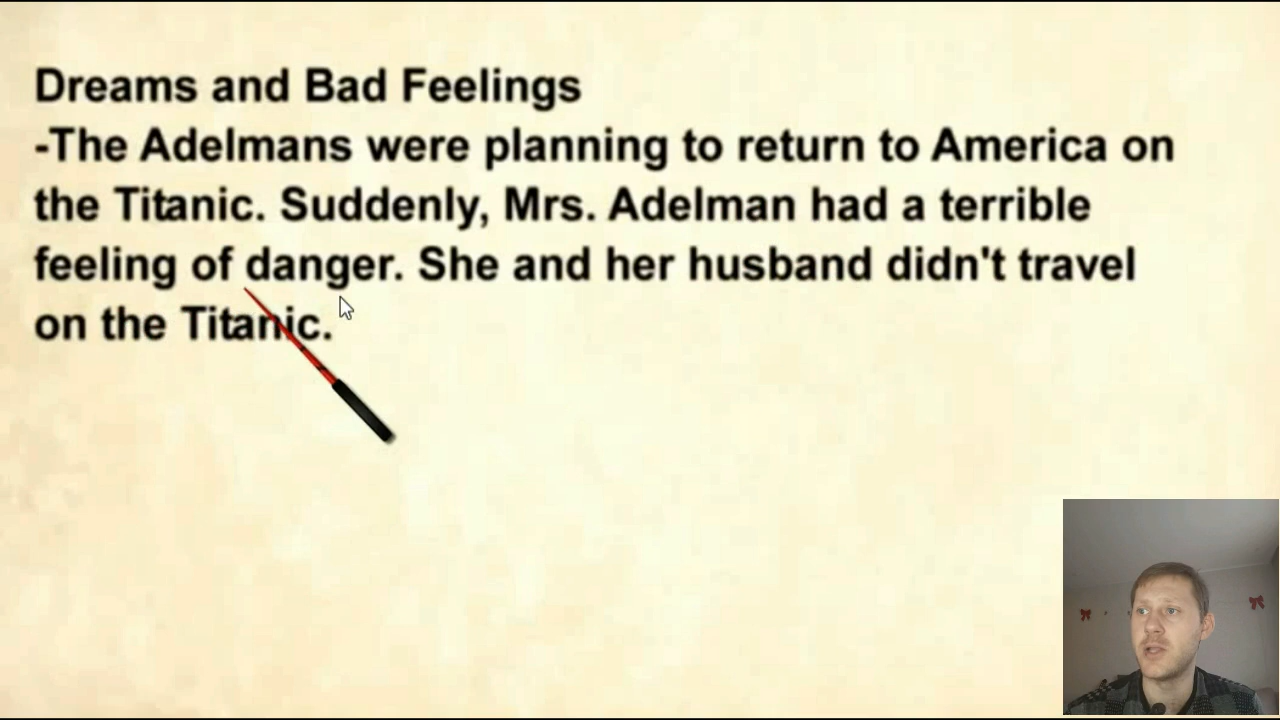 Dreams and Bad Feelings
-The Adelmans were planning to return to America on
the Titanic. Suddenly, Mrs. Adelman had a terrible
feeling of danger. She and her husband didn't travel
on the Titanic.